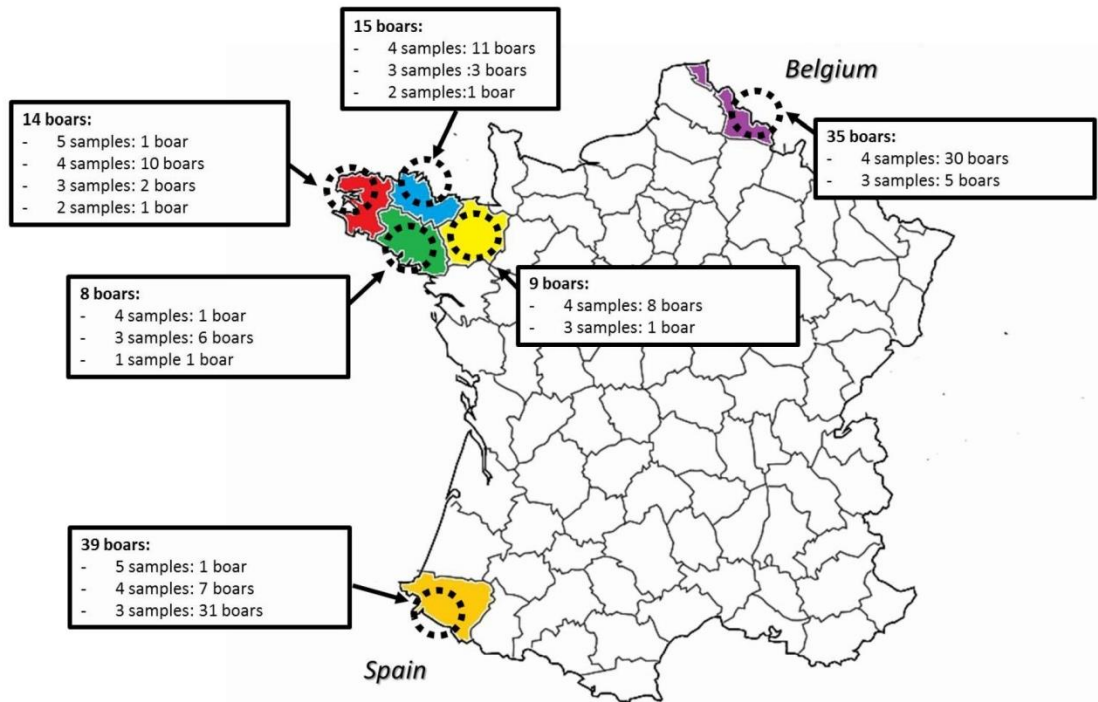 15 boars:
- 4 samples: 11 boars
- 3 samples :3 boars
- 2 samples:1 boar
Belgium
14 boars:
- 5 samples: 1 boar
- 4 samples: 10 boars
- 3 samples: 2 boars
- 2 samples: 1 boar
35 boars:
- 4 samples: 30 boars
- 3 samples: 5 boars
8 boars:
- 4 samples: 1 boar
- 3 samples: 6 boars
- 1 sample 1 boar
9 boars:
- 4 samples: 8 boars
- 3 samples: 1 boar
39 boars:
- 5 samples: 1 boar
- 4 samples: 7 boars
- 3 samples: 31 boars
Spain